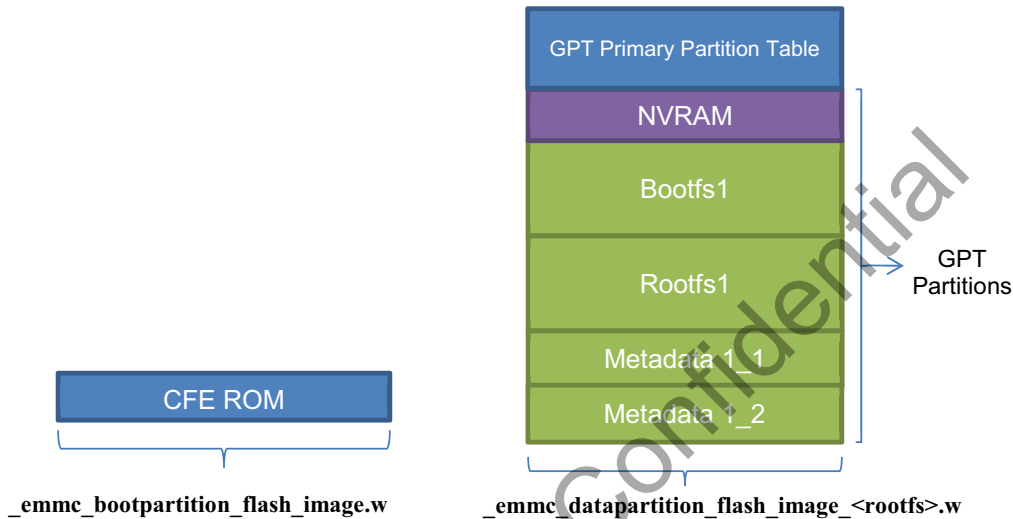 GPT Primary Partition Table
NVRAM
Bootfs1
Rootfs1
Metadata 1_1
Metadata 1_2
GPT
Partitions
CFE ROM
_emmc_bootpartition_flash_image.w
_emmc_datapartition_flash_image_<rootfs>.w
Confidential